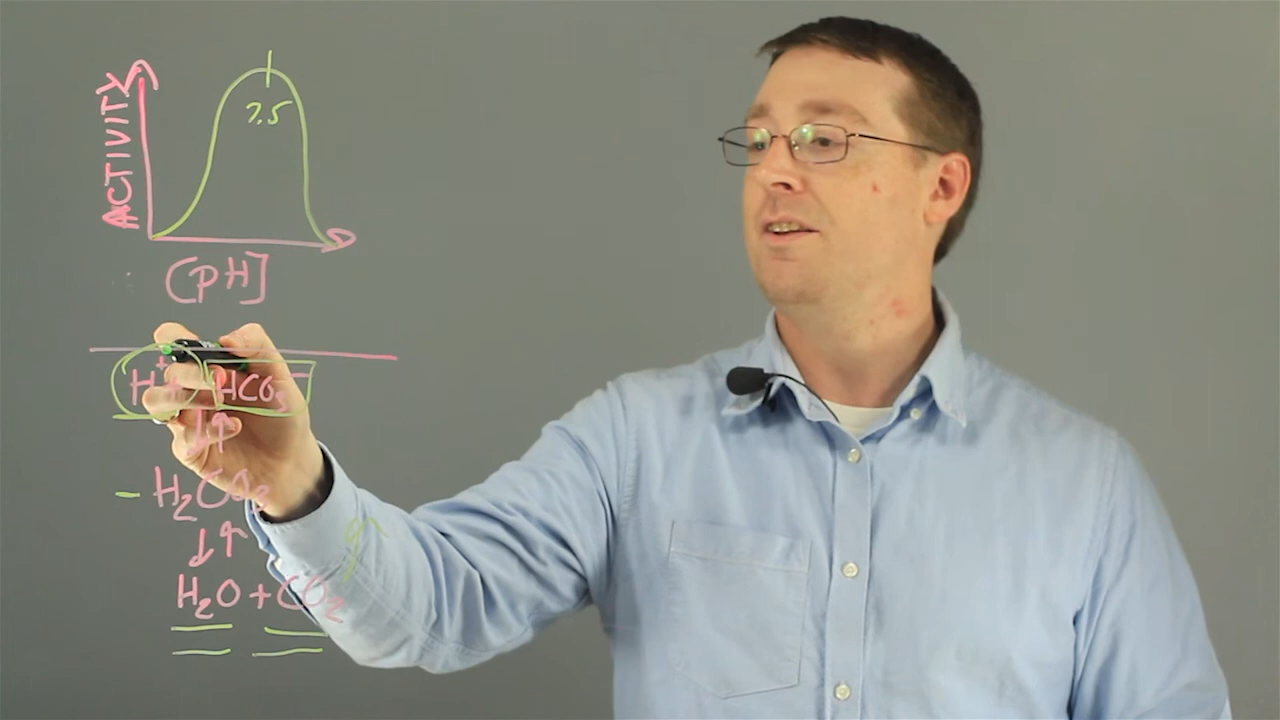 ACTIVITY
7.5
[pH]
H⁺ HCO₃⁻
↓↑
- H₂CO₃
↓↑
H₂O + CO₂
g